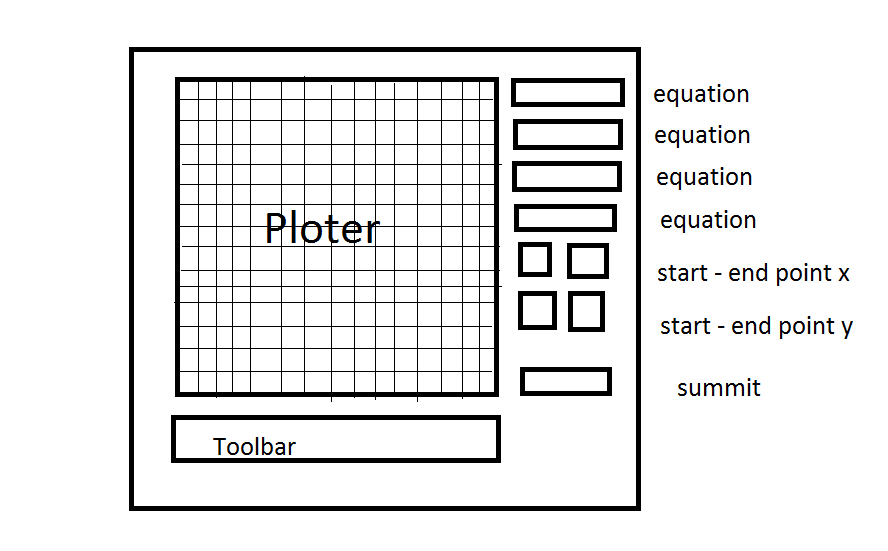 equation
equation
equation
equation
Ploter
start - end point x
start - end point y
summit
Toolbar